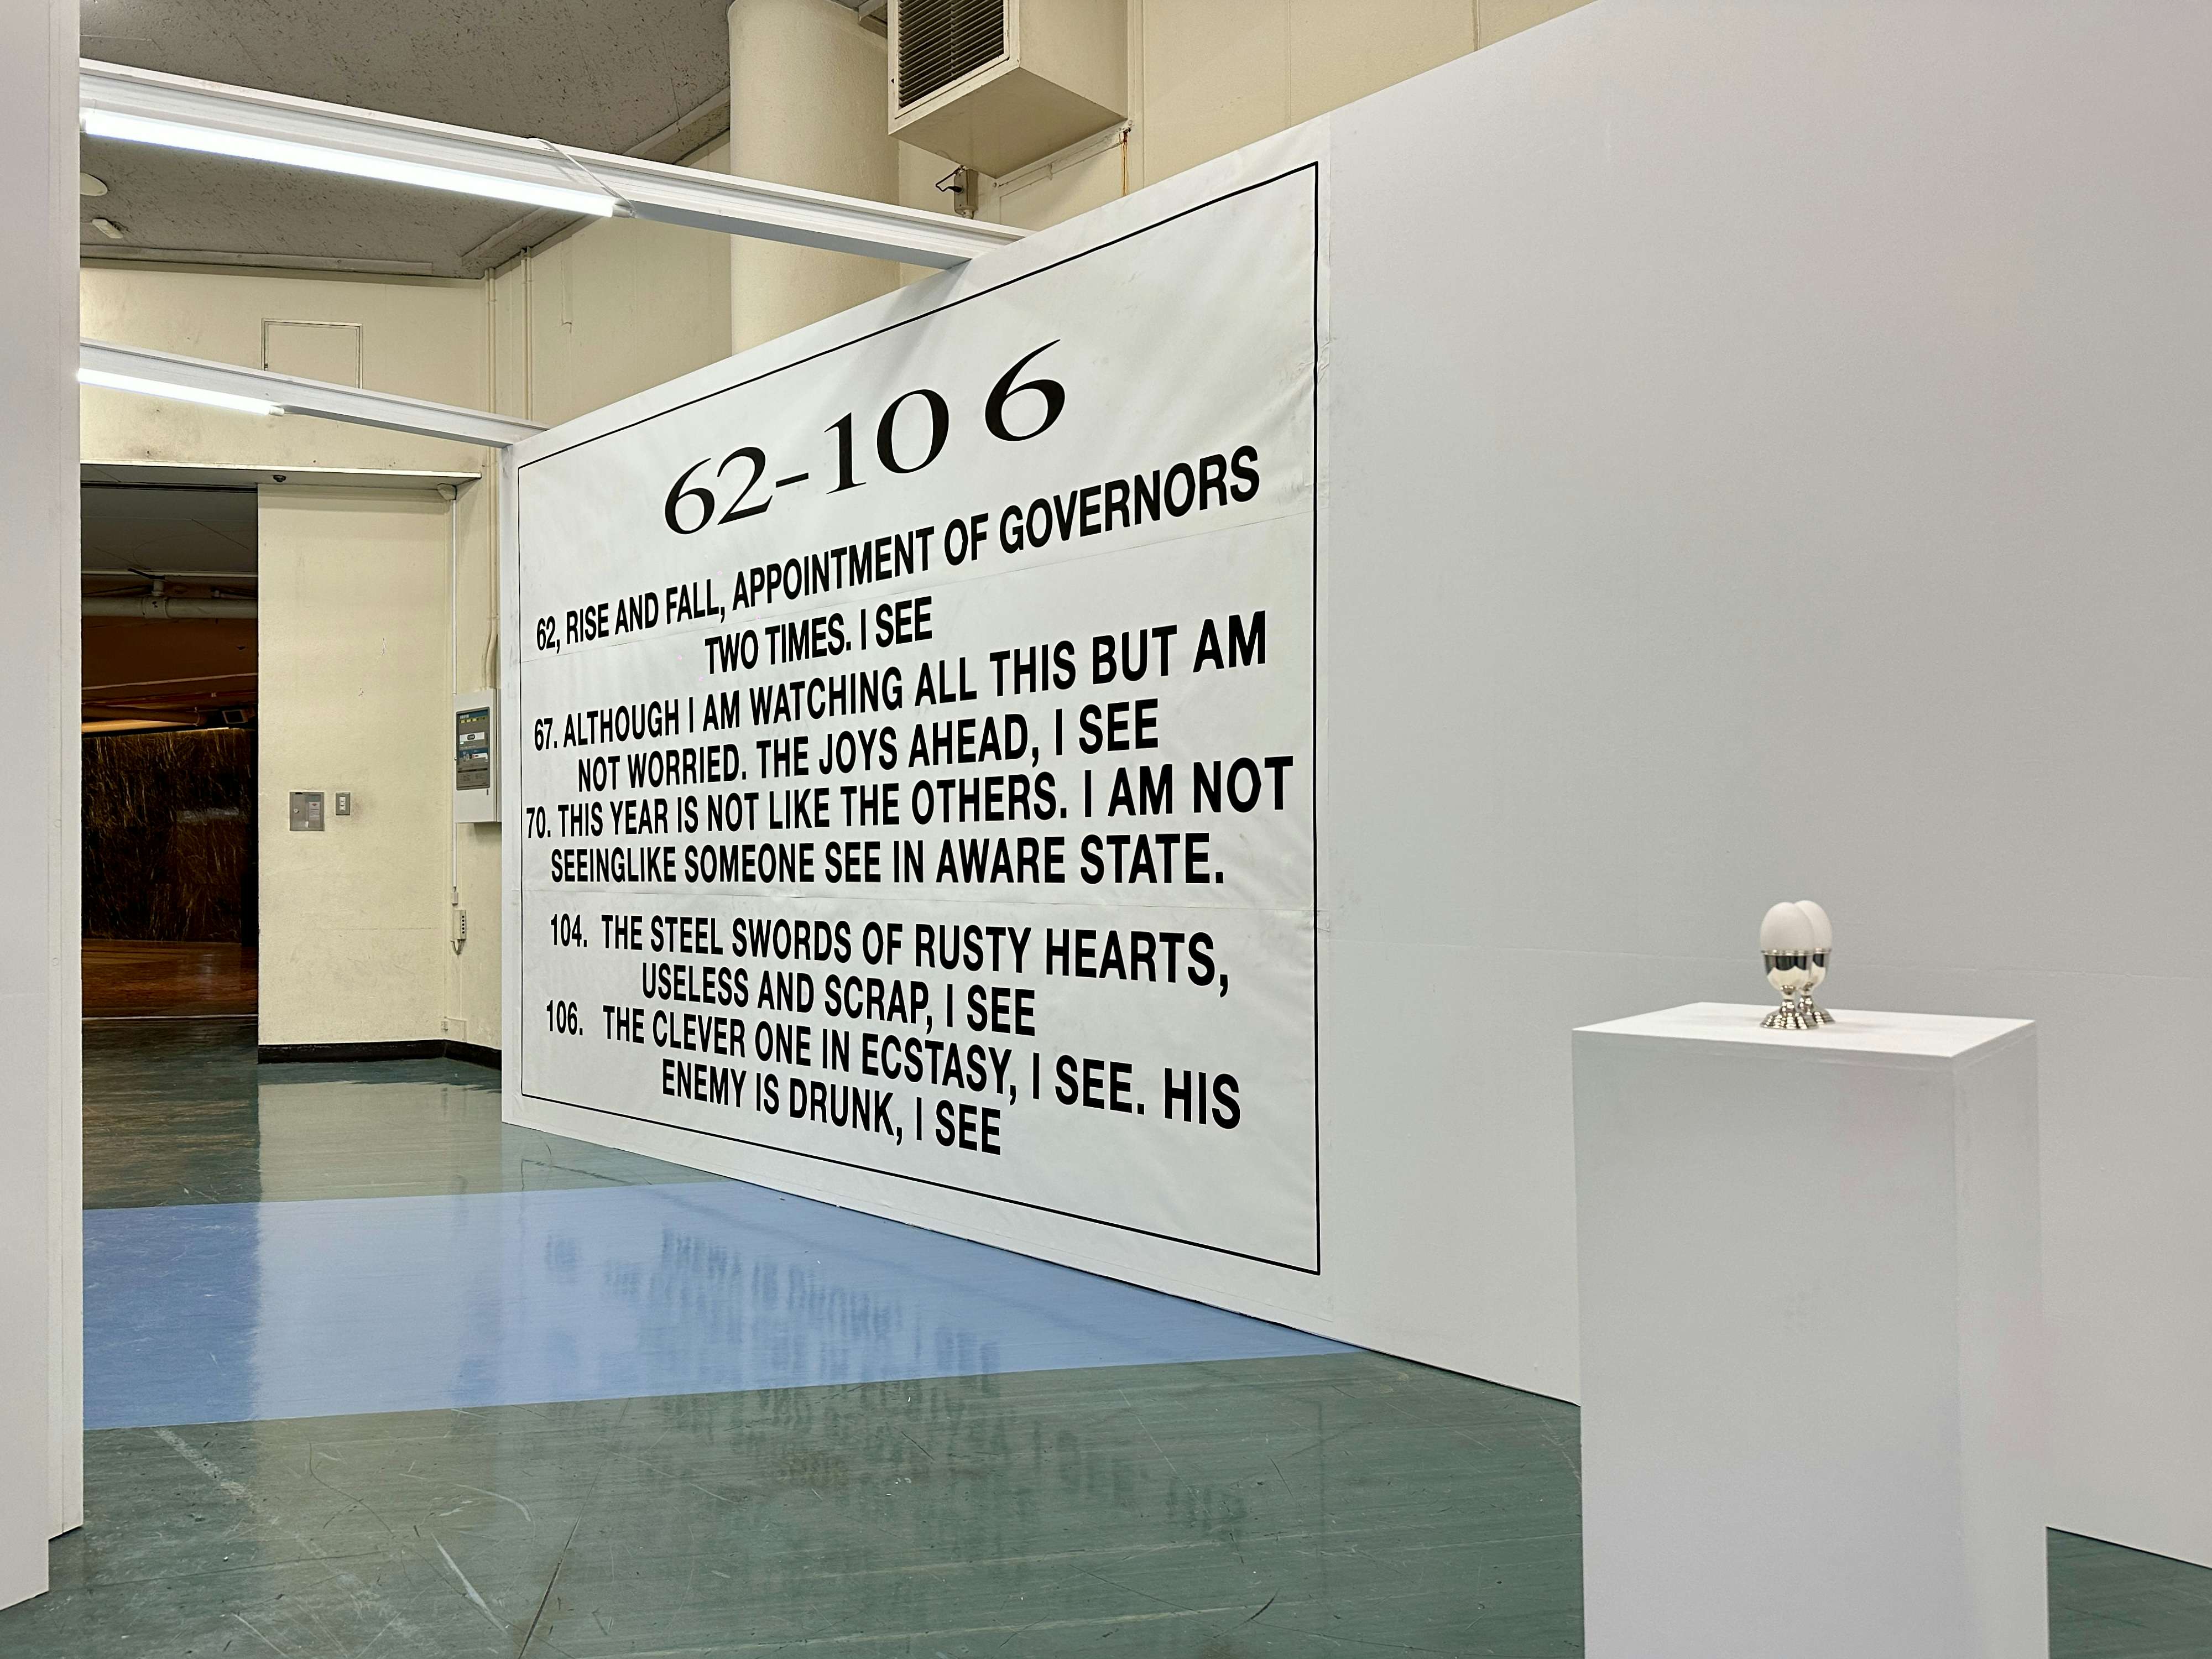 62-10 6
62, RISE AND FALL, APPOINTMENT OF GOVERNORS
TWO TIMES. I SEE
67. ALTHOUGH I AM WATCHING ALL THIS BUT AM
NOT WORRIED. THE JOYS AHEAD, I SEE
70. THIS YEAR IS NOT LIKE THE OTHERS. I AM NOT
SEEINGLIKE SOMEONE SEE IN AWARE STATE.
104. THE STEEL SWORDS OF RUSTY HEARTS,
USELESS AND SCRAP, I SEE
106. THE CLEVER ONE IN ECSTASY, I SEE. HIS
ENEMY IS DRUNK, I SEE